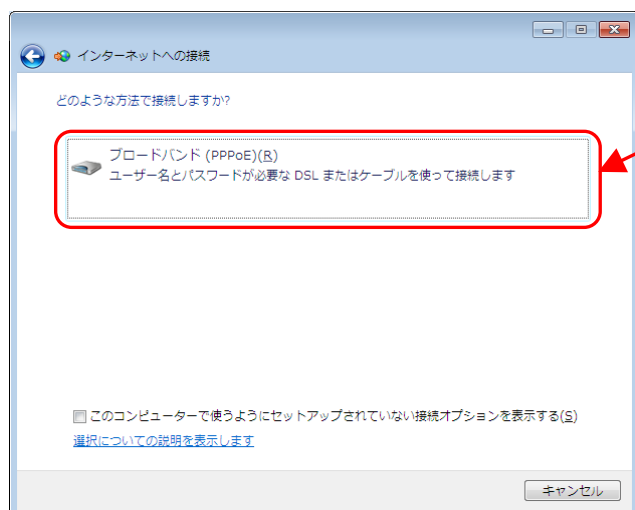 インターネットへの接続
どのような方法で接続しますか?
ブロードバンド (PPPoE)(R)
ユーザー名とパスワードが必要な DSL またはケーブルを使って接続します
このコンピューターで使うようにセットアップされていない接続オプションを表示する(S)
選択についての説明を表示します
キャンセル